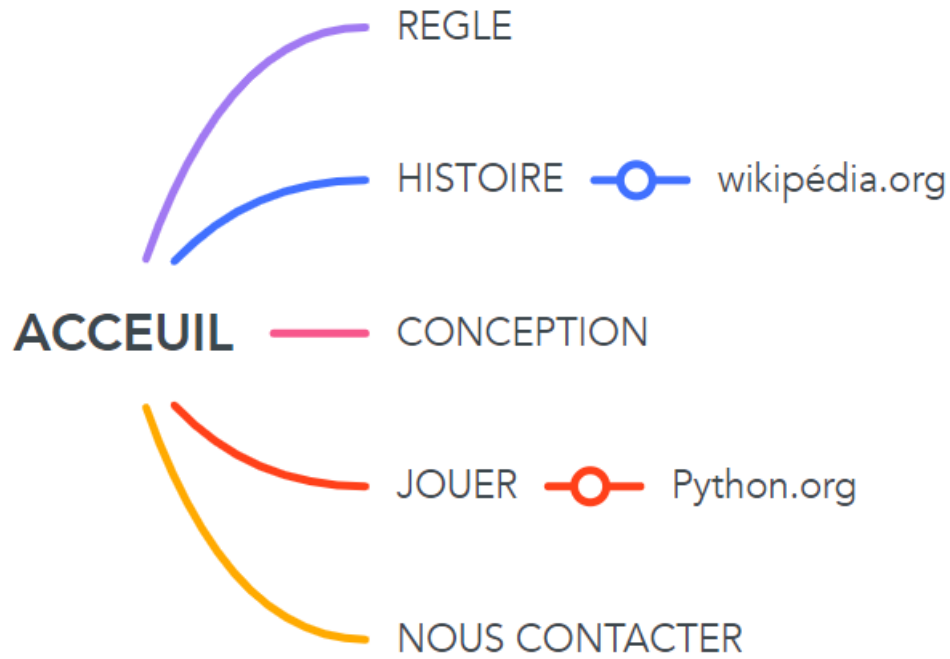 REGLE
HISTOIRE wikipédia.org
ACCEUIL CONCEPTION
JOUER Python.org
NOUS CONTACTER